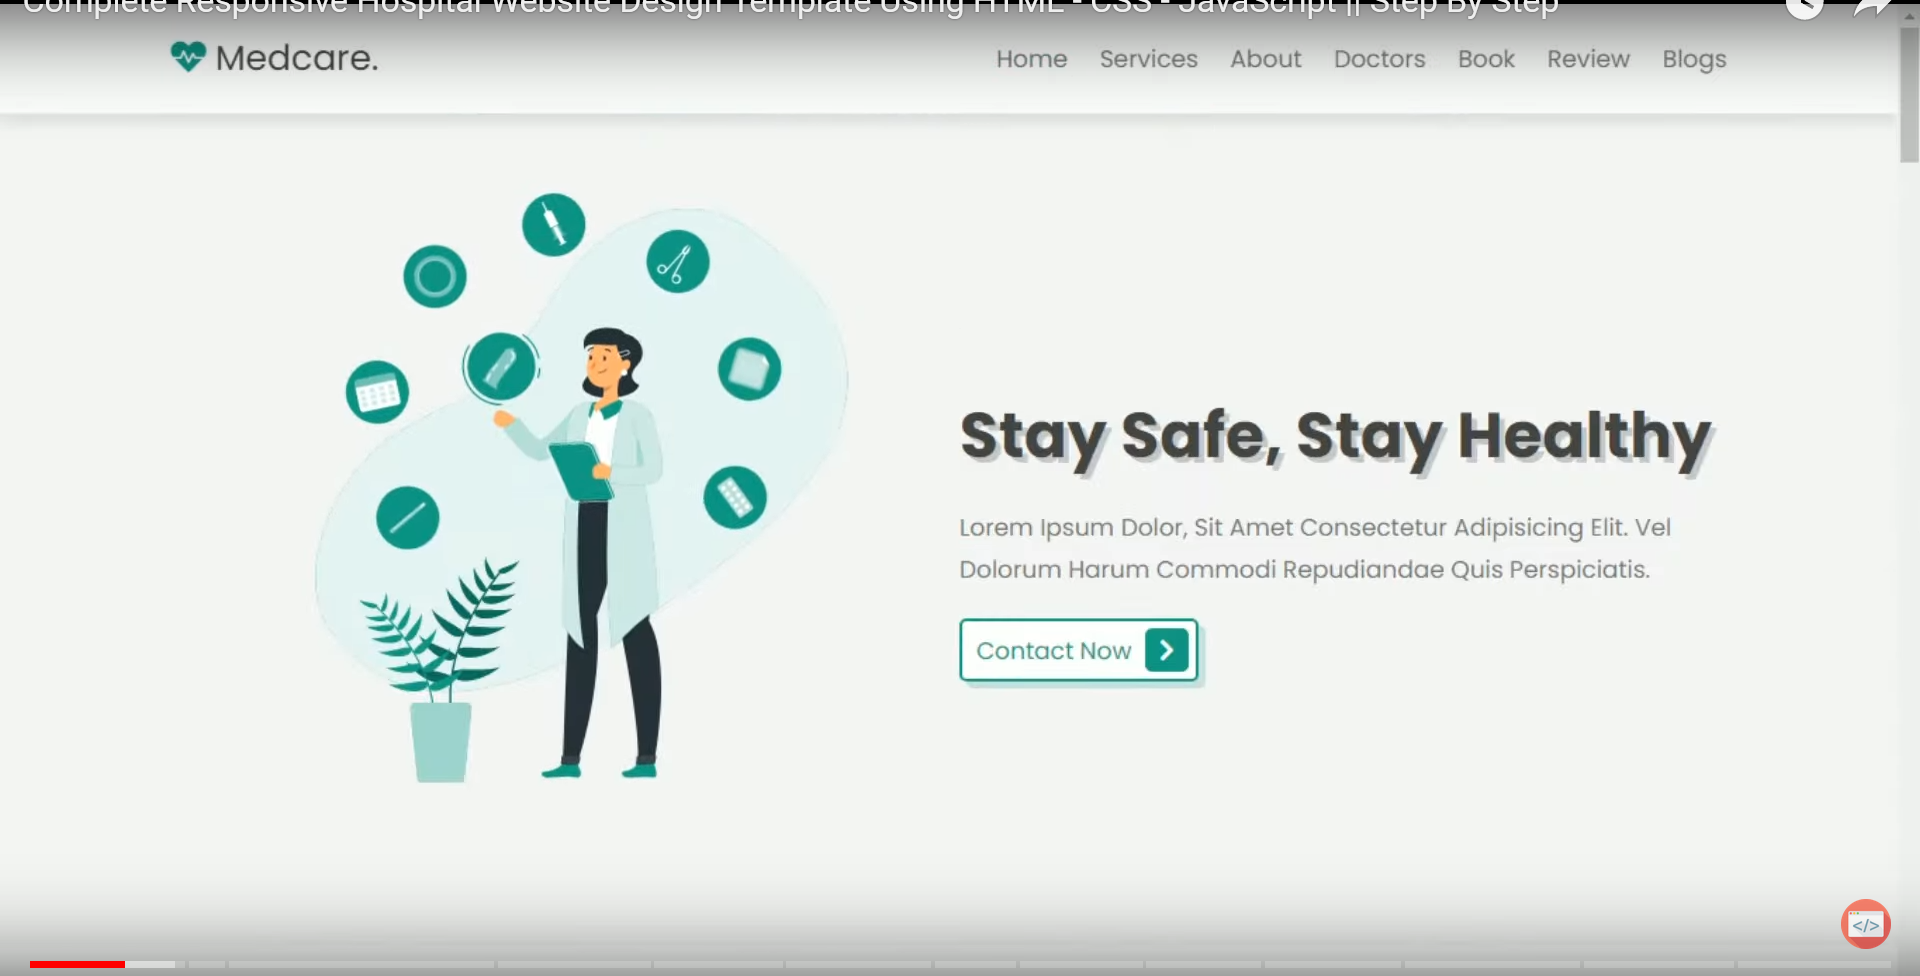 Complete Responsive Hospital Website Design Template Using HTML - CSS - JavaScript || Step By Step
Medcare.
Home Services About Doctors Book Review Blogs
Stay Safe, Stay Healthy
Lorem Ipsum Dolor, Sit Amet Consectetur Adipisicing Elit. Vel
Dolorum Harum Commodi Repudiandae Quis Perspiciatis.
Contact Now
</>